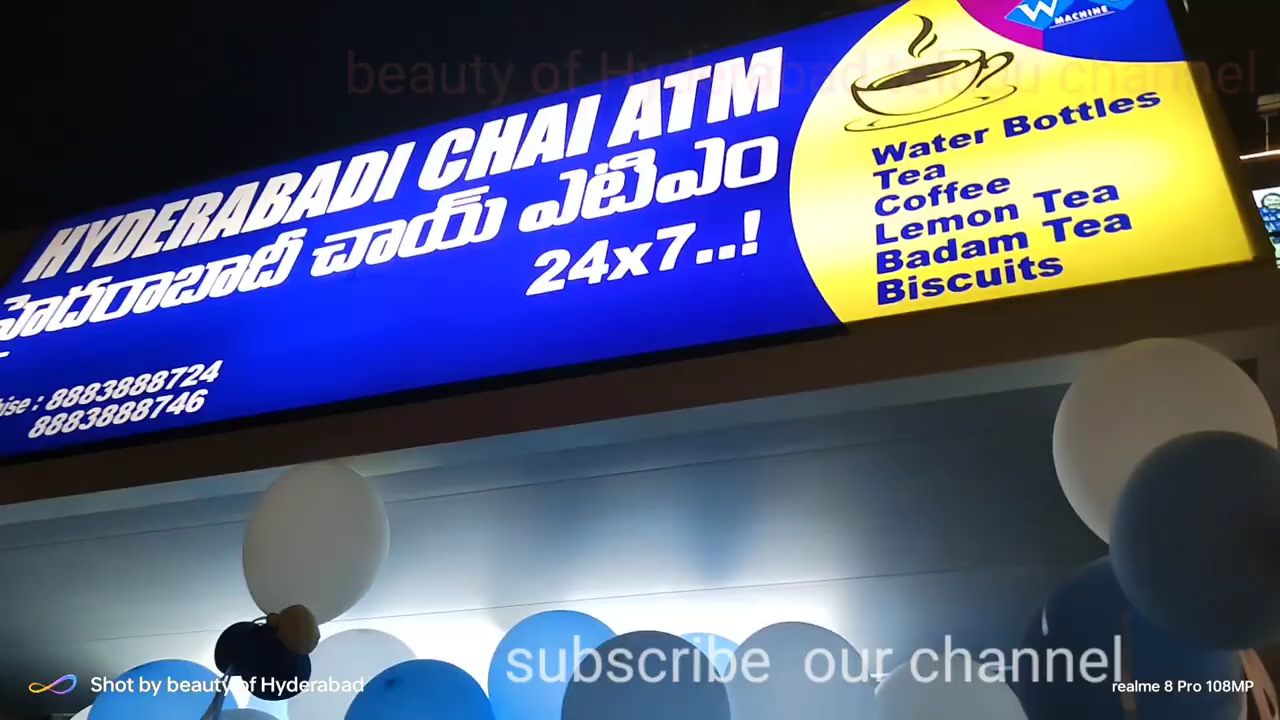 beauty of Hyderabad telugu channel
W
MACHINE
HYDERABADI CHAI ATM
హైదరాబాదీ చాయ్ ఎటిఎం
24x7..!
Water Bottles
Tea
Coffee
Lemon Tea
Badam Tea
Biscuits
: 8883888724
8883888746
subscribe our channel
Shot by beauty of Hyderabad
realme 8 Pro 108MP